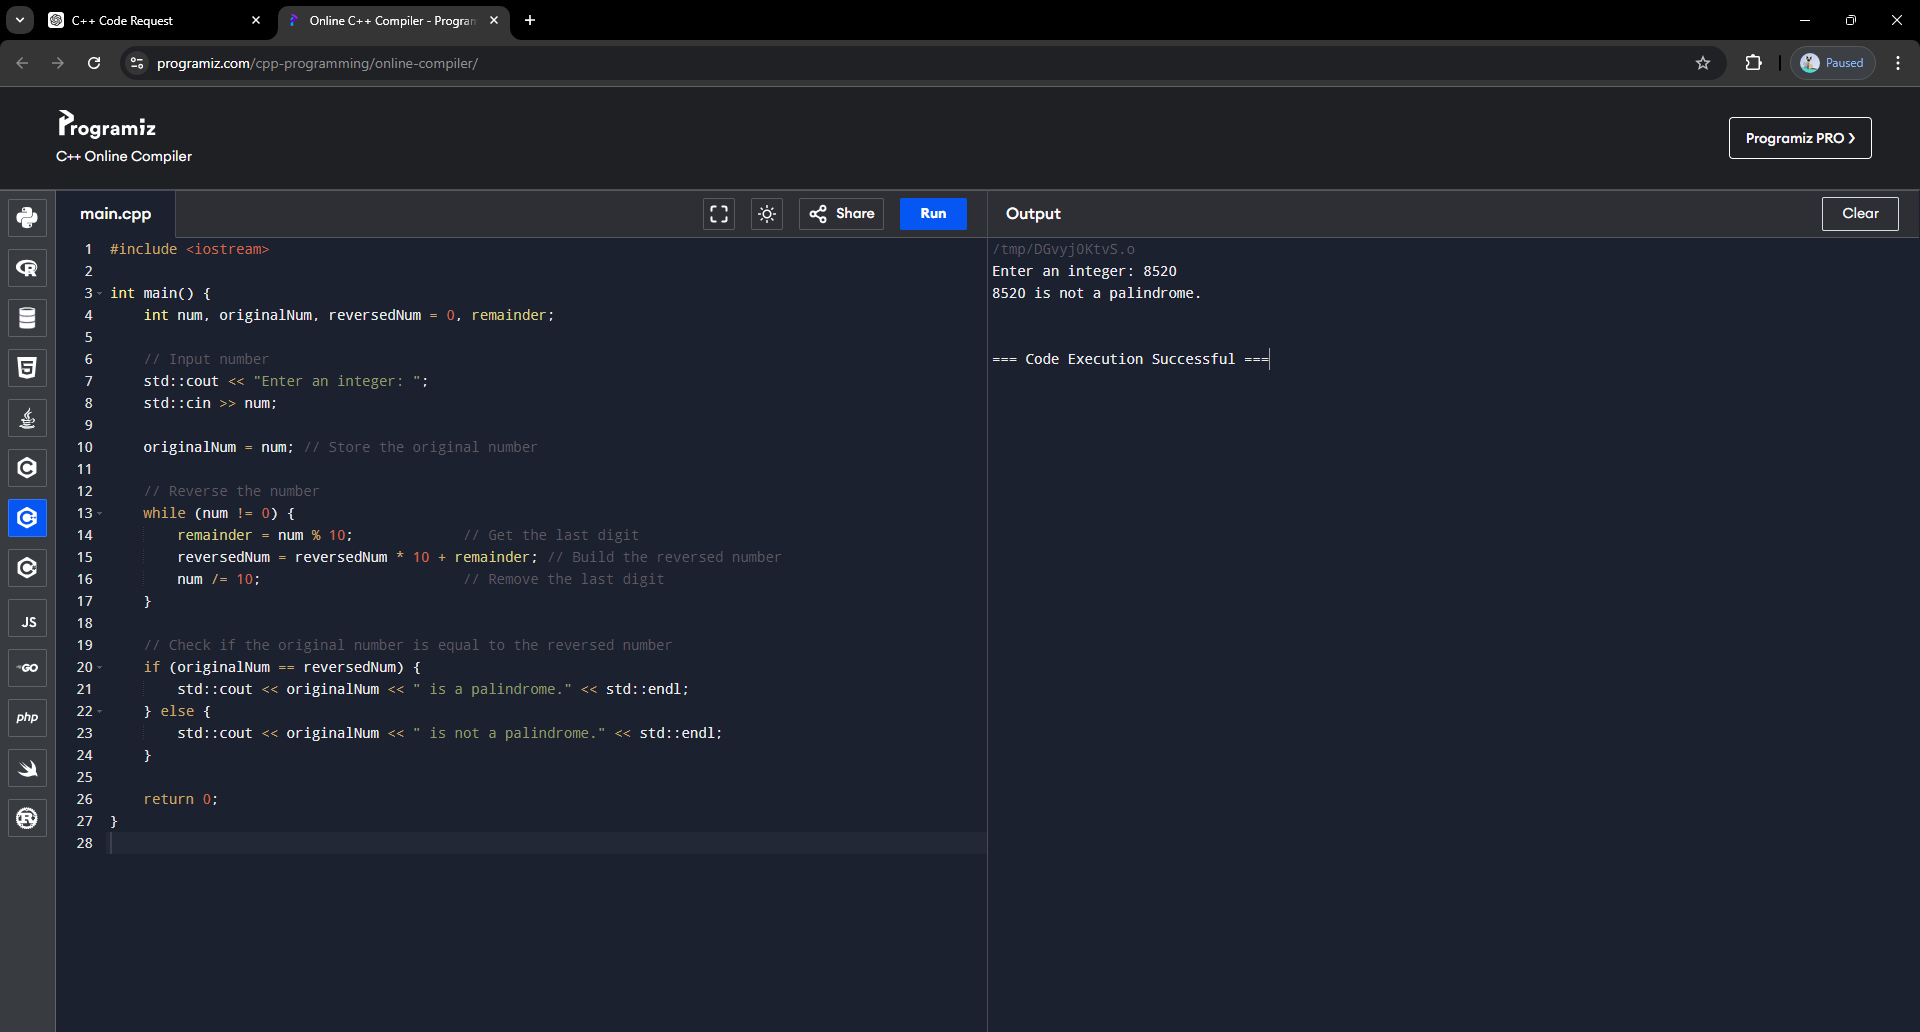 C++ Code Request
Online C++ Compiler - Progran
programiz.com/cpp-programming/online-compiler/
Paused
Programiz
C++ Online Compiler
Programiz PRO ❯
main.cpp
Share
Run
Output
Clear
1 #include <iostream>
2
3 int main() {
4 int num, originalNum, reversedNum = 0, remainder;
5
6 // Input number
7 std::cout << "Enter an integer: ";
8 std::cin >> num;
9
10 originalNum = num; // Store the original number
11
12 // Reverse the number
13 while (num != 0) {
14 remainder = num % 10; // Get the last digit
15 reversedNum = reversedNum * 10 + remainder; // Build the reversed number
16 num /= 10; // Remove the last digit
17 }
18
19 // Check if the original number is equal to the reversed number
20 if (originalNum == reversedNum) {
21 std::cout << originalNum << " is a palindrome." << std::endl;
22 } else {
23 std::cout << originalNum << " is not a palindrome." << std::endl;
24 }
25
26 return 0;
27 }
28
/tmp/DGvyj0KtvS.o
Enter an integer: 8520
8520 is not a palindrome.
=== Code Execution Successful ===
R
5
C
C
C
JS
GO
php
R